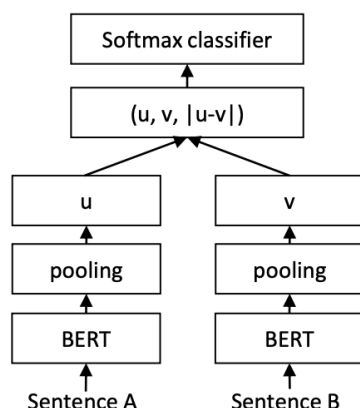 Softmax classifier
(u, v, |u-v|)
u
v
pooling
pooling
BERT
BERT
Sentence A
Sentence B